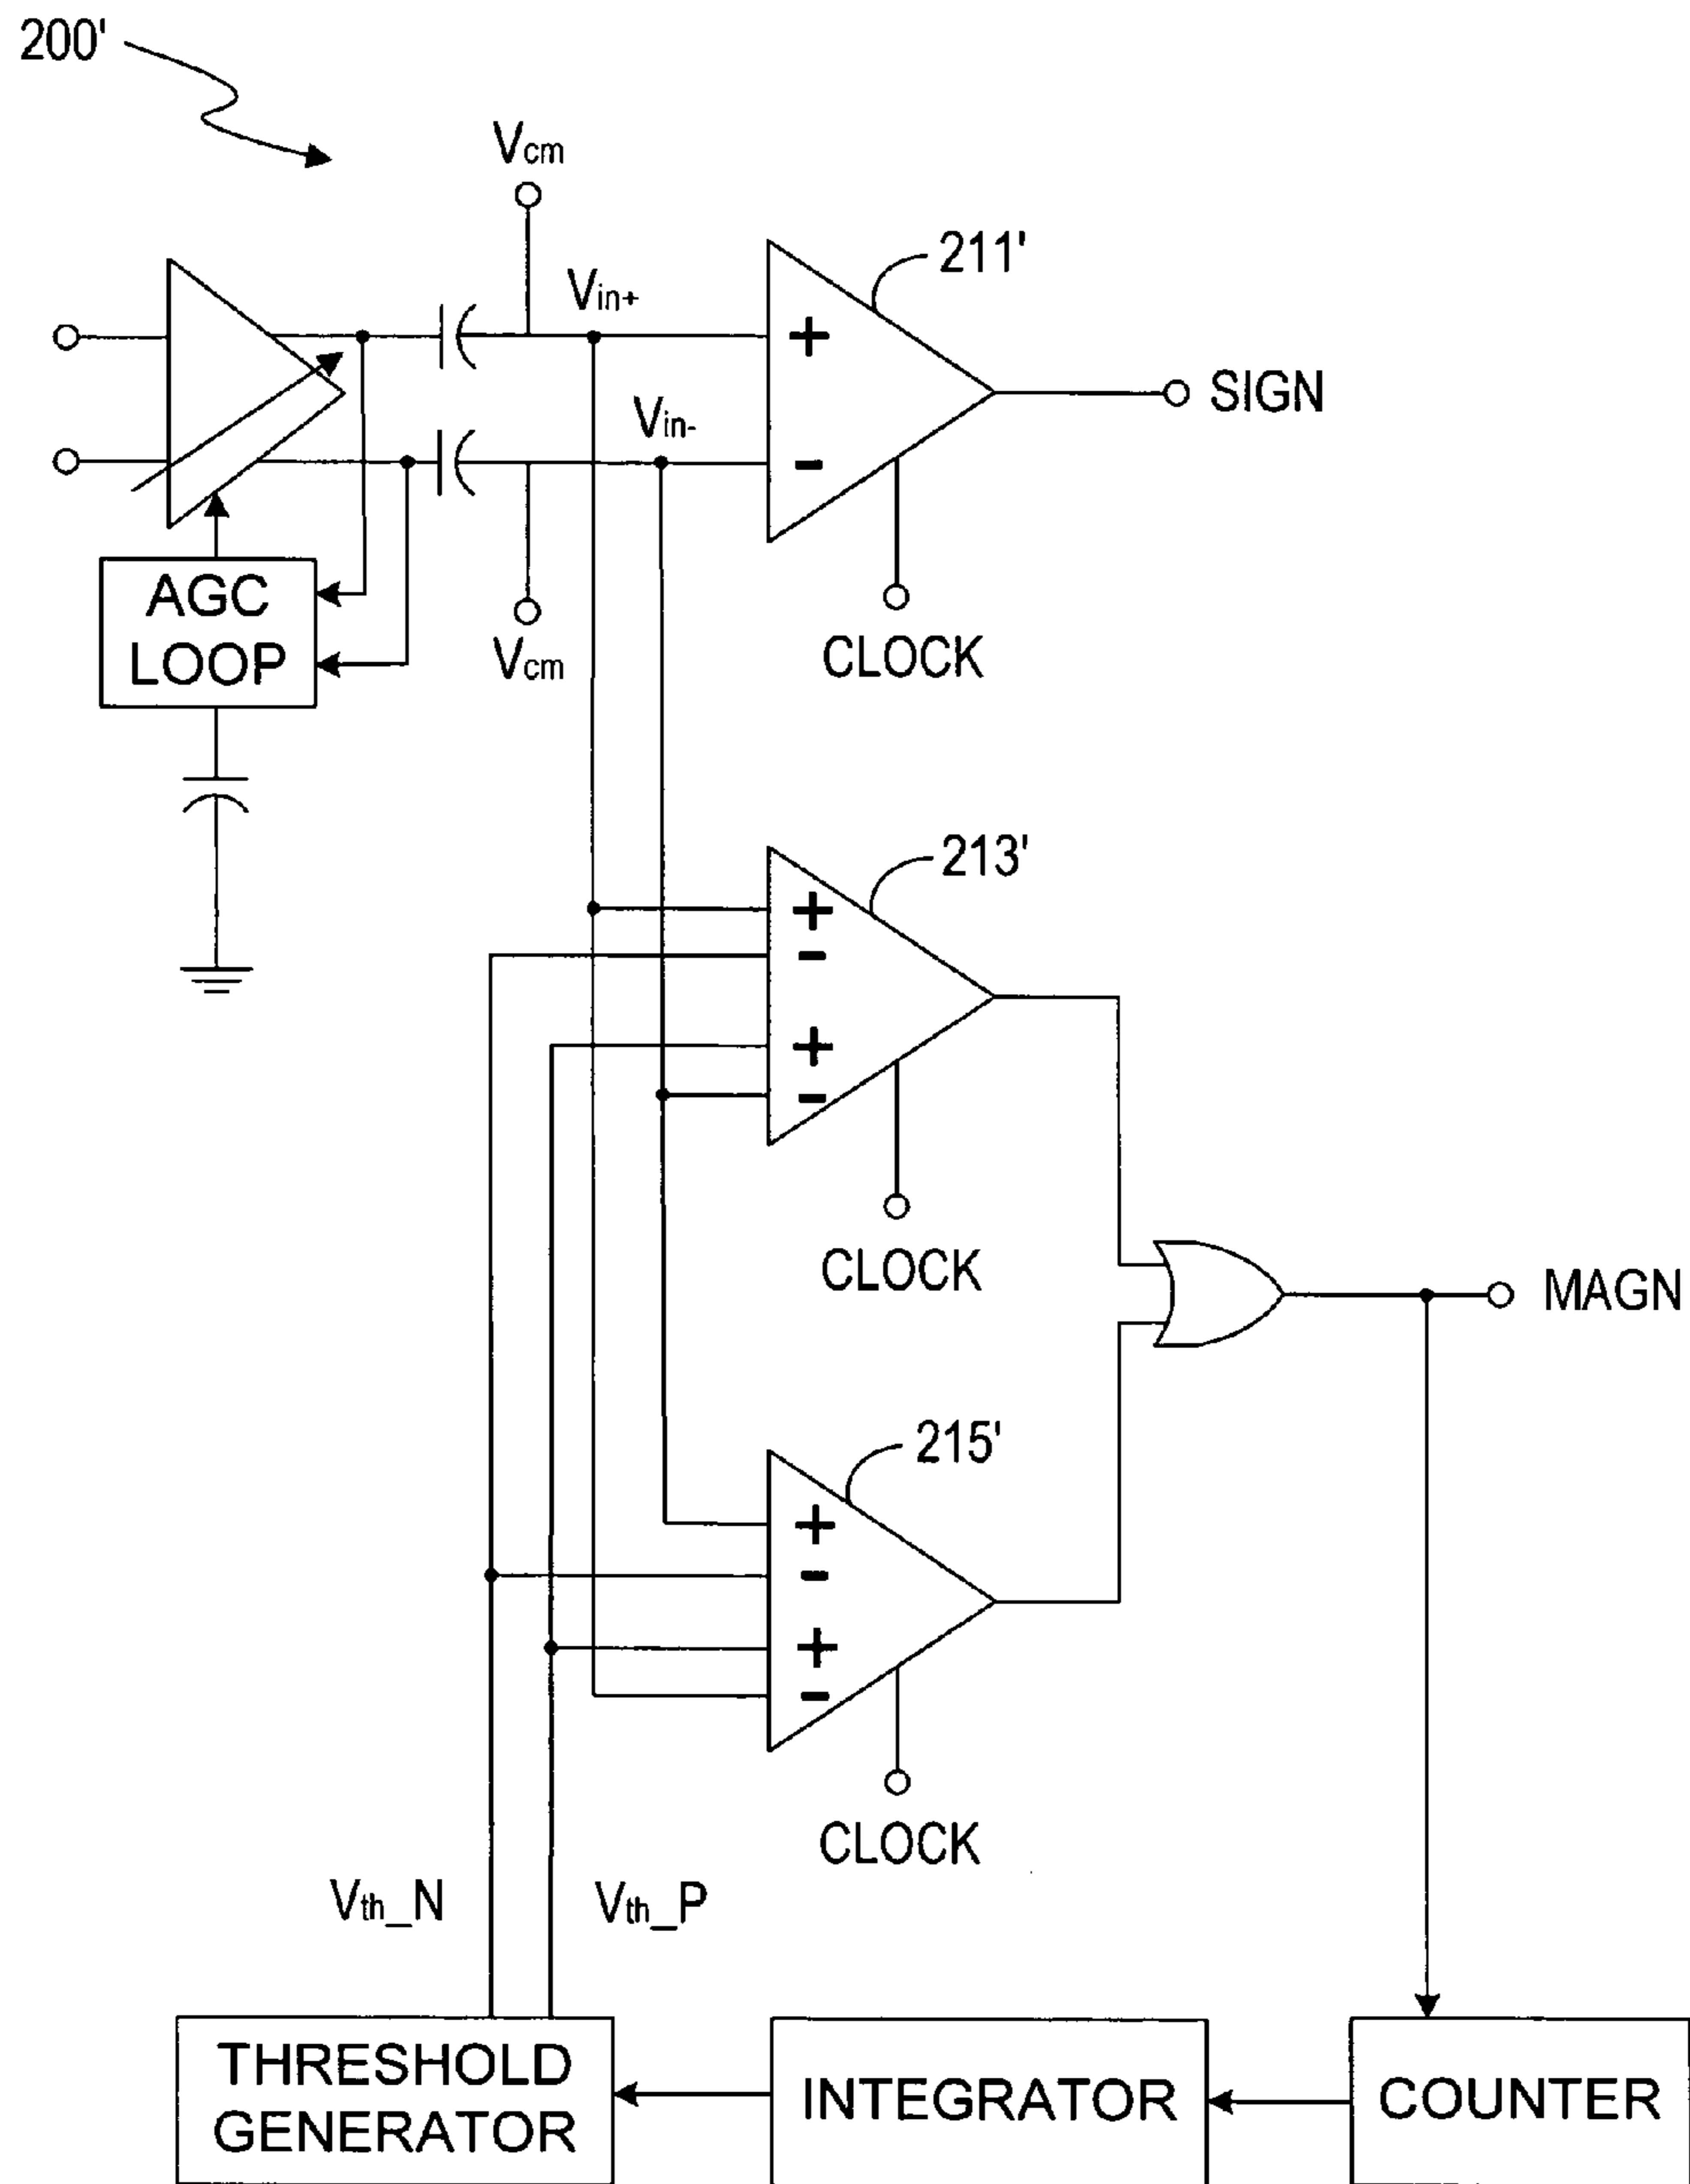 200'
Vcm
211'
Vin+
+
SIGN
Vin-
-
AGC
LOOP
Vcm
CLOCK
213'
+
-
+
-
CLOCK
MAGN
215'
+
-
+
-
CLOCK
Vth_N
Vth_P
THRESHOLD
GENERATOR
INTEGRATOR
COUNTER